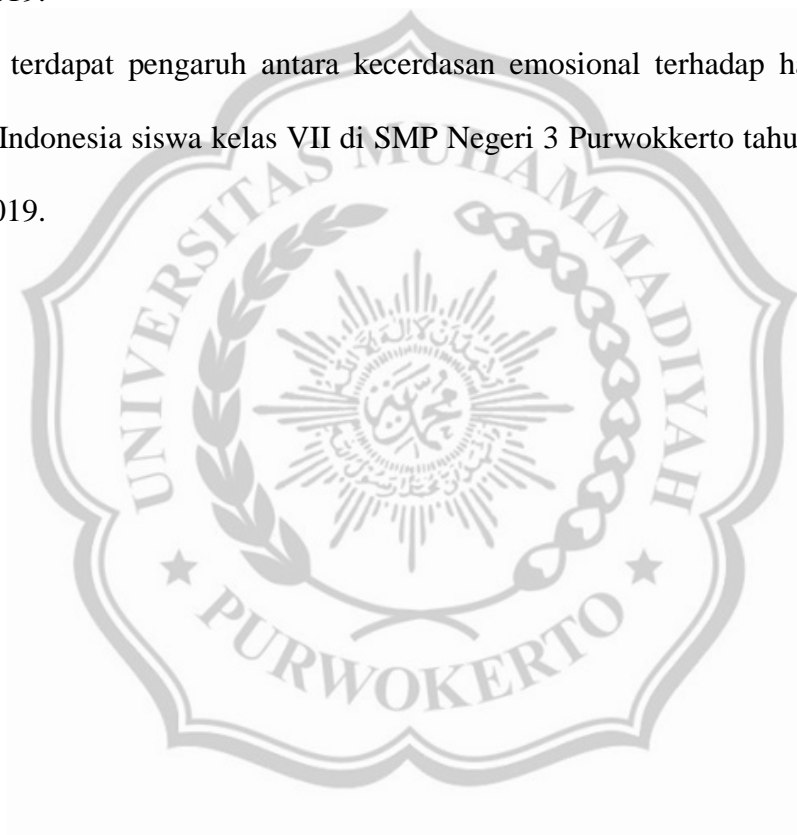 019.
terdapat pengaruh antara kecerdasan emosional terhadap ha
Indonesia siswa kelas VII di SMP Negeri 3 Purwokkerto tahu
019.
UNIVERSITAS MUHAMMADIYAH
PURWOKERTO